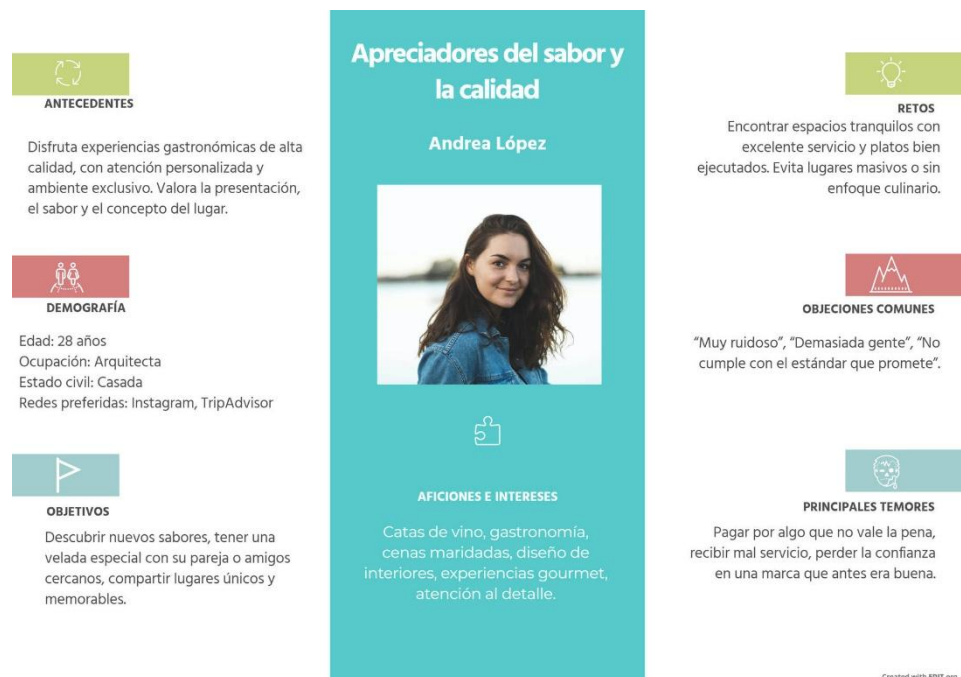 Apreciadores del sabor y
la calidad
Andrea López
ANTECEDENTES
Disfruta experiencias gastronómicas de alta
calidad, con atención personalizada y
ambiente exclusivo. Valora la presentación,
el sabor y el concepto del lugar.
DEMOGRAFÍA
Edad: 28 años
Ocupación: Arquitecta
Estado civil: Casada
Redes preferidas: Instagram, TripAdvisor
OBJETIVOS
Descubrir nuevos sabores, tener una
velada especial con su pareja o amigos
cercanos, compartir lugares únicos y
memorables.
AFICIONES E INTERESES
Catas de vino, gastronomía,
cenas maridadas, diseño de
interiores, experiencias gourmet,
atención al detalle.
RETOS
Encontrar espacios tranquilos con
excelente servicio y platos bien
ejecutados. Evita lugares masivos o sin
enfoque culinario.
OBJECIONES COMUNES
“Muy ruidoso”, “Demasiada gente”, “No
cumple con el estándar que promete”.
PRINCIPALES TEMORES
Pagar por algo que no vale la pena,
recibir mal servicio, perder la confianza
en una marca que antes era buena.
Created with EDIT.org